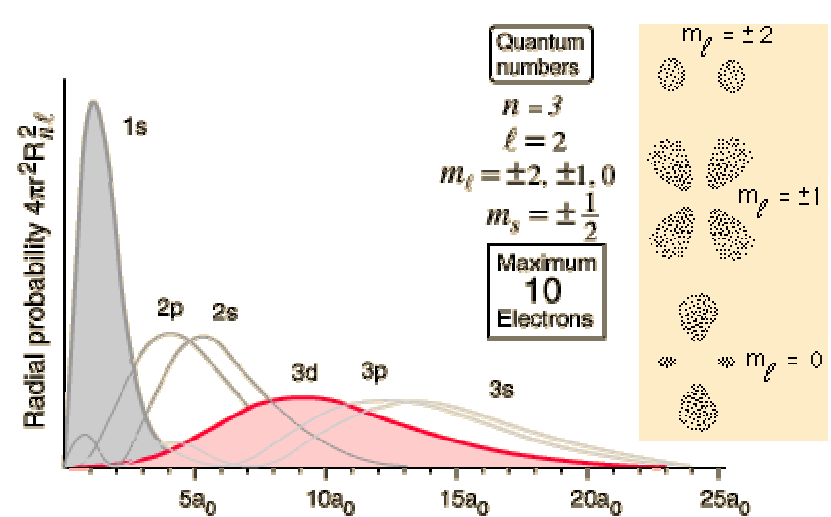 Radial probability 4πr²R²nℓ
1s
2p
2s
3d
3p
3s
5a₀
10a₀
15a₀
20a₀
25a₀
Quantum
numbers
n = 3
ℓ = 2
mℓ = ±2, ±1, 0
mₛ = ± 1/2
Maximum
10
Electrons
mℓ = ±2
mℓ = ±1
mℓ = 0